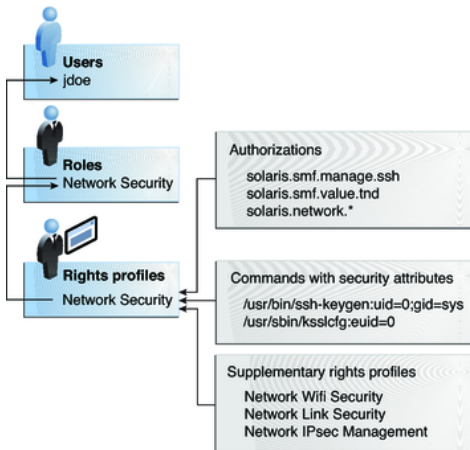 Users
jdoe
Roles
Network Security
Rights profiles
Network Security
Authorizations
solaris.smf.manage.ssh
solaris.smf.value.tnd
solaris.network.*
Commands with security attributes
/usr/bin/ssh-keygen:uid=0;gid=sys
/usr/sbin/ksslcfg:euid=0
Supplementary rights profiles
Network Wifi Security
Network Link Security
Network IPsec Management